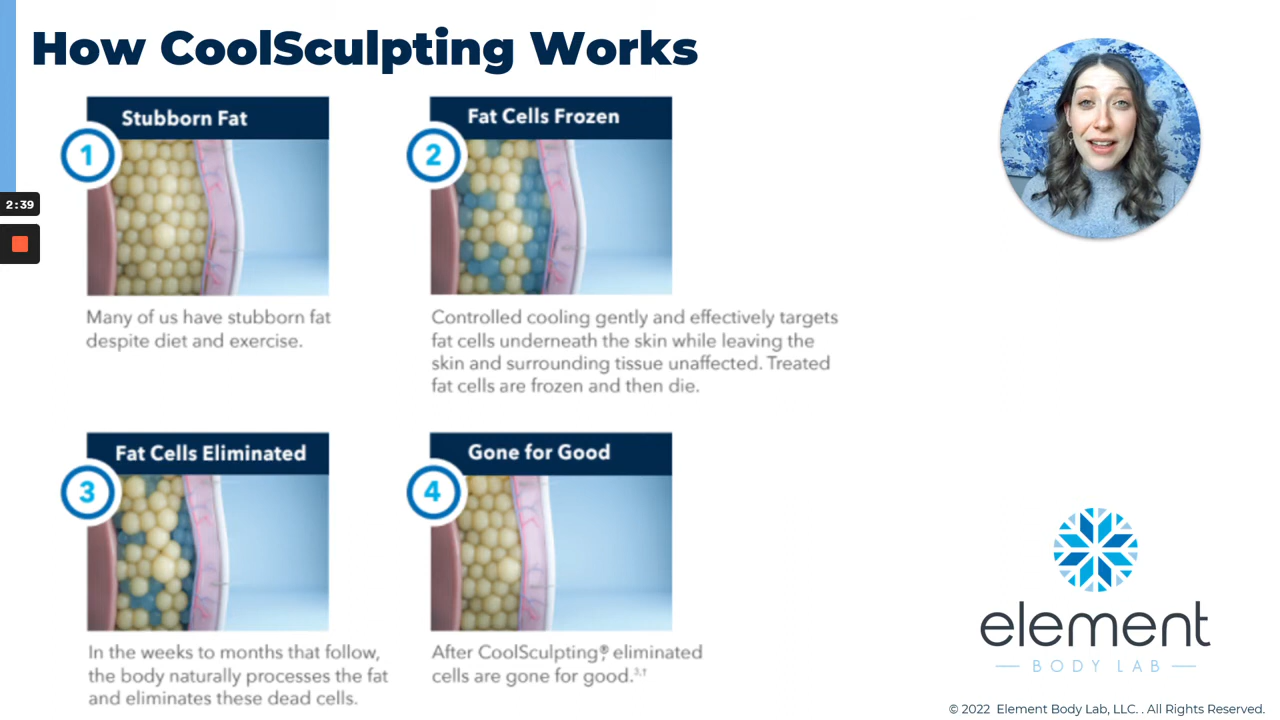 How CoolSculpting Works
2:39
1
Stubborn Fat
Many of us have stubborn fat
despite diet and exercise.
2
Fat Cells Frozen
Controlled cooling gently and effectively targets
fat cells underneath the skin while leaving the
skin and surrounding tissue unaffected. Treated
fat cells are frozen and then die.
3
Fat Cells Eliminated
In the weeks to months that follow,
the body naturally processes the fat
and eliminates these dead cells.
4
Gone for Good
After CoolSculpting®, eliminated
cells are gone for good.³,†
element
BODY LAB
© 2022 Element Body Lab, LLC. . All Rights Reserved.